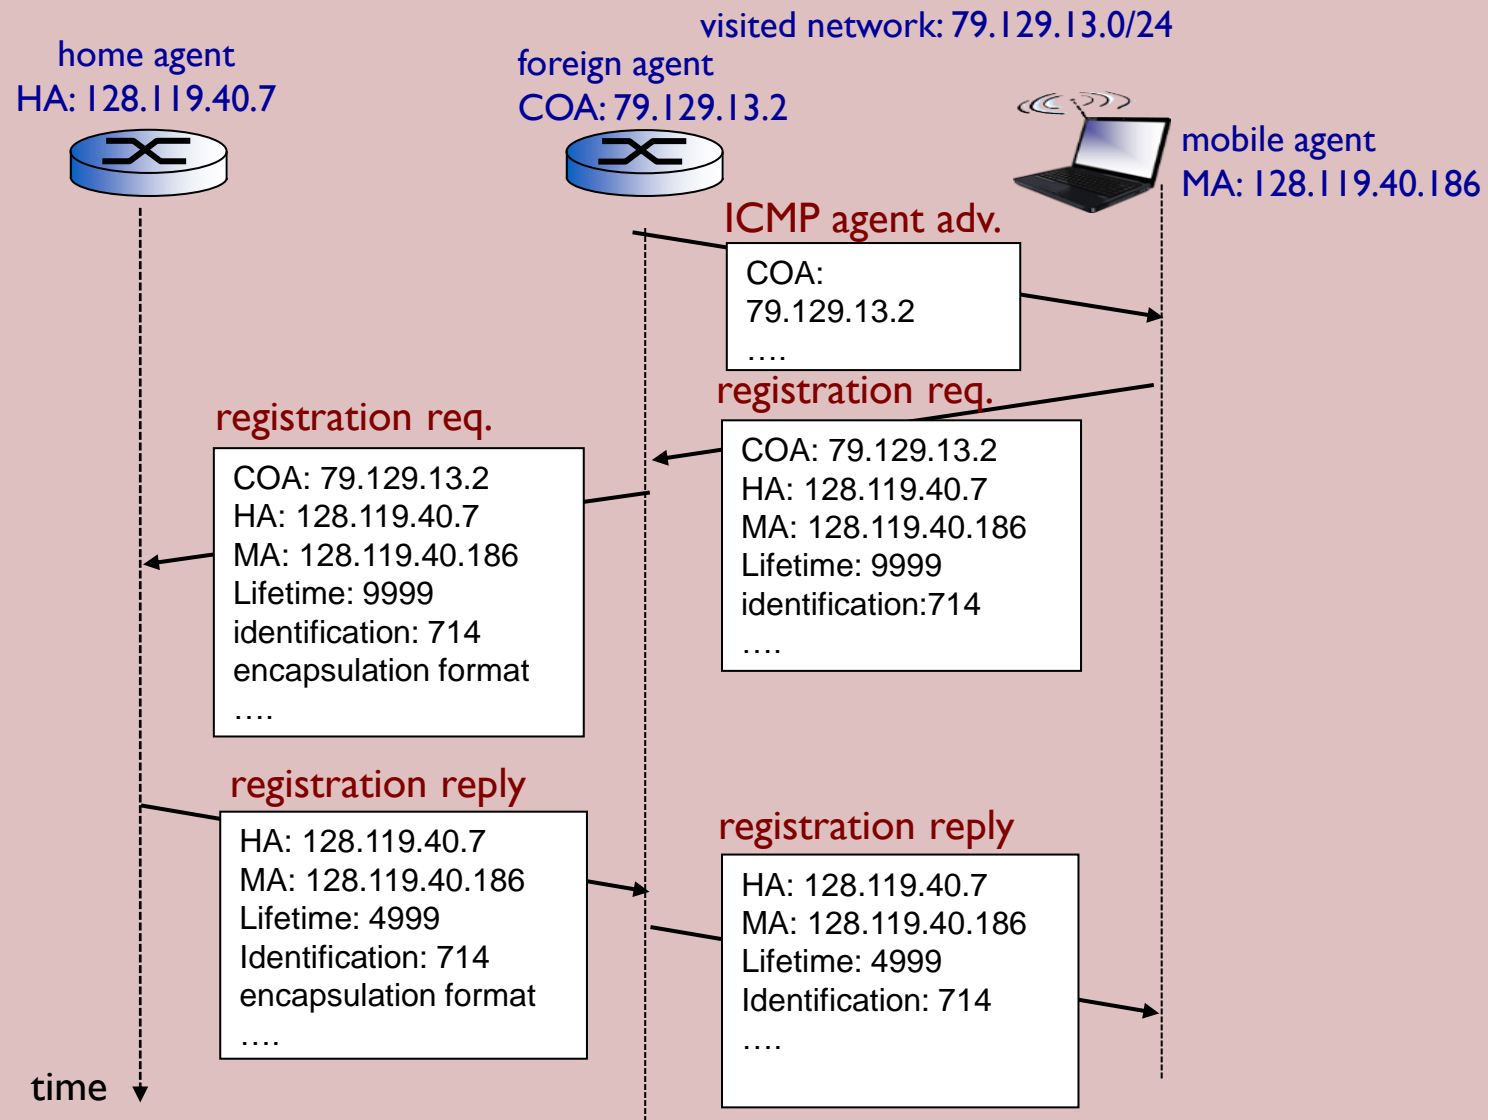 visited network: 79.129.13.0/24
home agent
HA: 128.119.40.7
foreign agent
COA: 79.129.13.2
mobile agent
MA: 128.119.40.186
ICMP agent adv.
COA:
79.129.13.2
….
registration req.
COA: 79.129.13.2
HA: 128.119.40.7
MA: 128.119.40.186
Lifetime: 9999
identification:714
….
registration req.
COA: 79.129.13.2
HA: 128.119.40.7
MA: 128.119.40.186
Lifetime: 9999
identification: 714
encapsulation format
….
registration reply
HA: 128.119.40.7
MA: 128.119.40.186
Lifetime: 4999
Identification: 714
encapsulation format
….
registration reply
HA: 128.119.40.7
MA: 128.119.40.186
Lifetime: 4999
Identification: 714
….
time